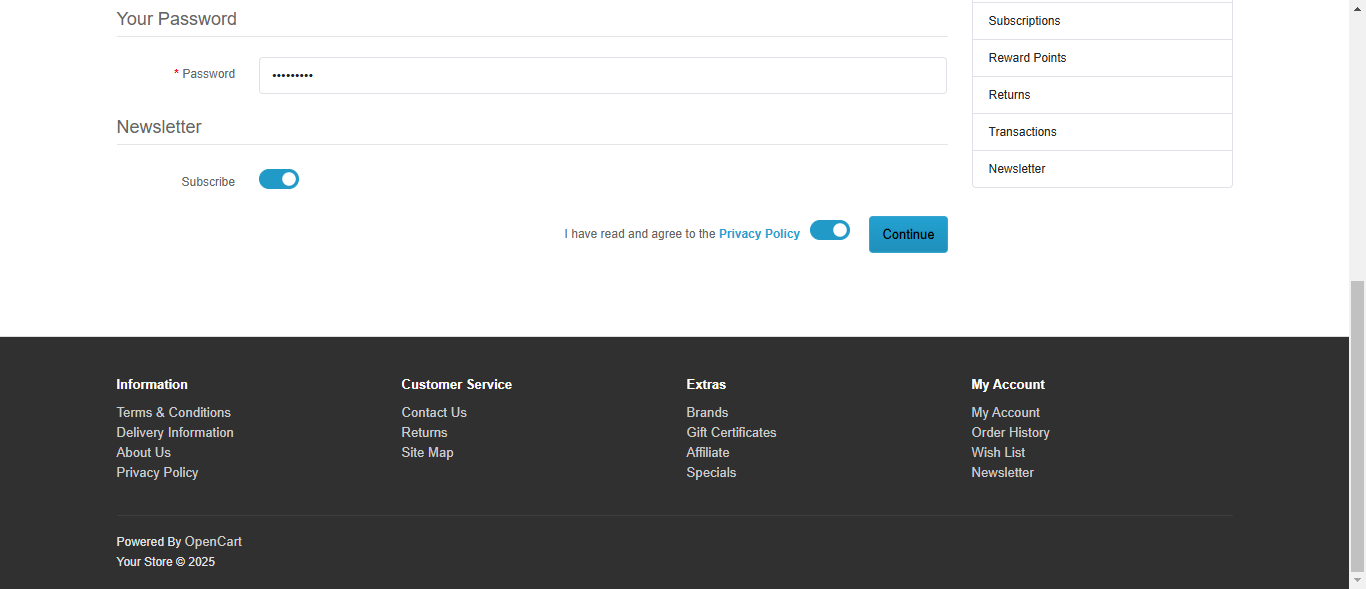 Your Password
* Password
•••••••••
Newsletter
Subscribe
I have read and agree to the Privacy Policy
Continue
Subscriptions
Reward Points
Returns
Transactions
Newsletter
Information
Terms & Conditions
Delivery Information
About Us
Privacy Policy
Customer Service
Contact Us
Returns
Site Map
Extras
Brands
Gift Certificates
Affiliate
Specials
My Account
My Account
Order History
Wish List
Newsletter
Powered By OpenCart
Your Store © 2025